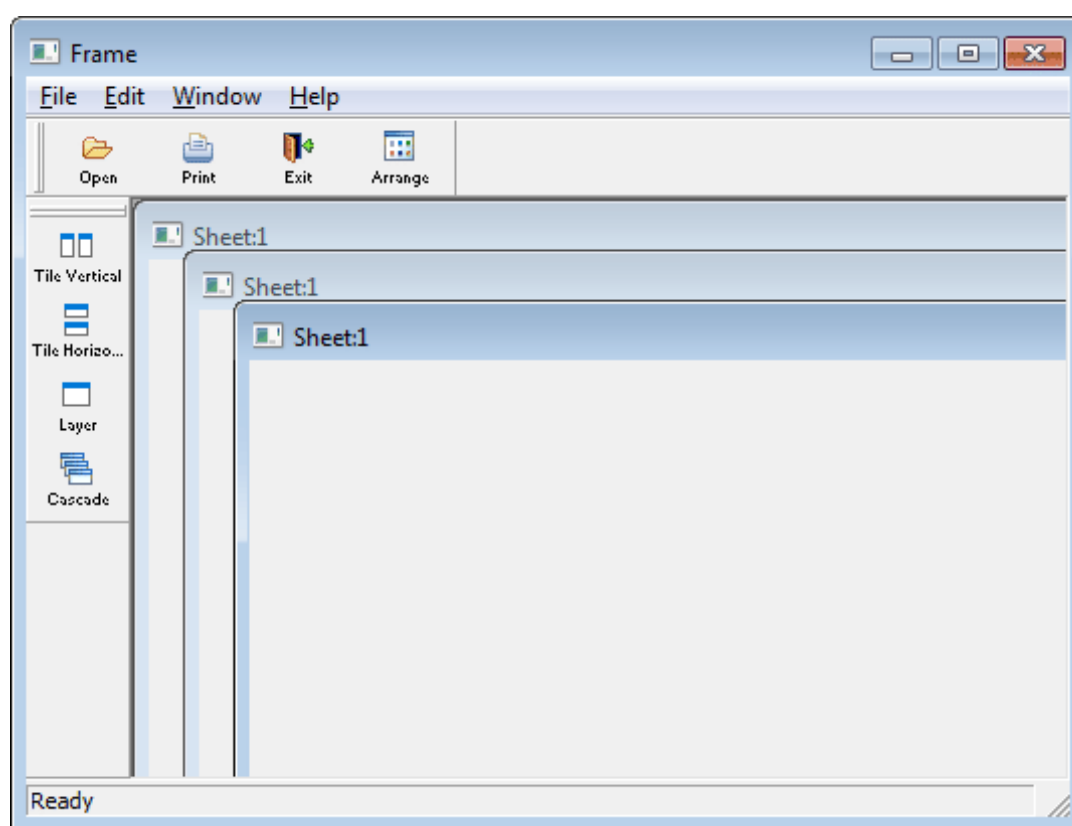 Frame
File Edit Window Help
Open Print Exit Arrange
Sheet:1
Sheet:1
Sheet:1
Tile Vertical
Tile Horizo...
Layer
Cascade
Ready